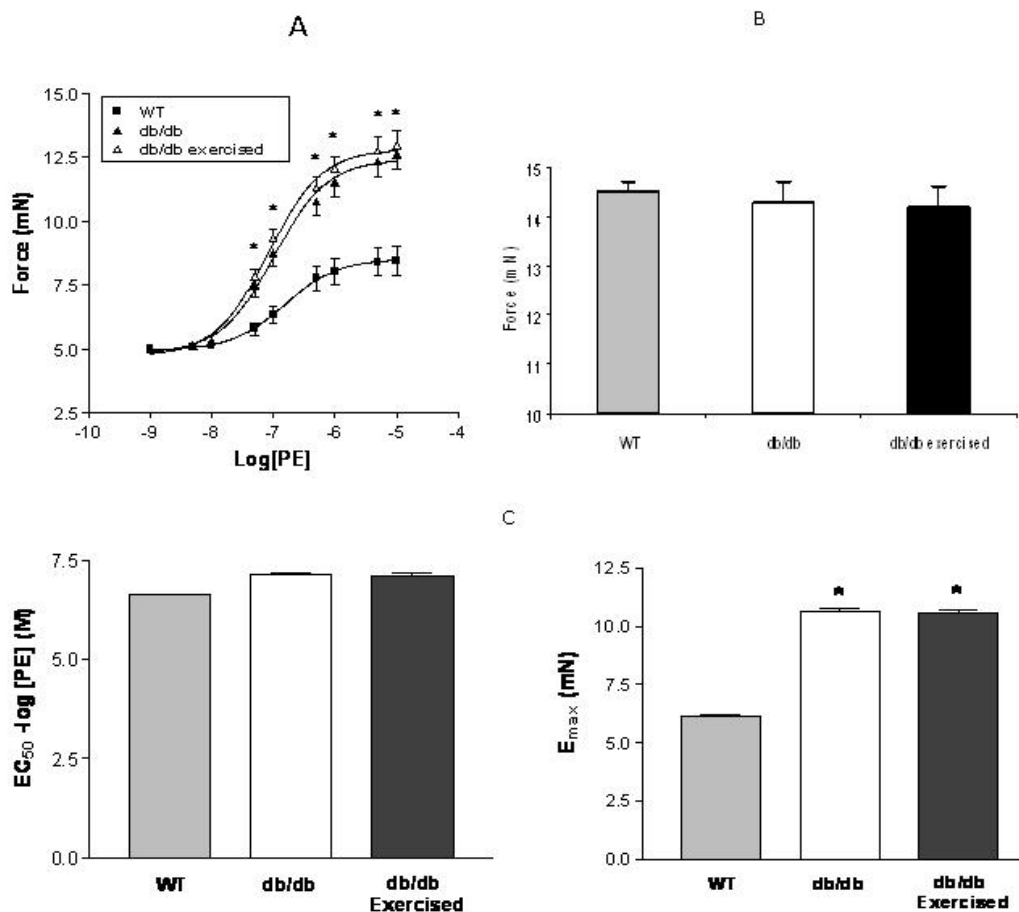 A
15.0
12.5
10.0
7.5
5.0
2.5
Force (mN)
WT
db/db
db/db exercised
* * * * * *
-10 -9 -8 -7 -6 -5 -4
Log[PE]
B
15
14
13
12
11
10
Force (mN)
WT db/db db/db exercised
C
7.5
5.0
2.5
0.0
EC50 -log [PE] (M)
WT db/db db/db
Exercised
12.5
10.0
7.5
5.0
2.5
0.0
Emax (mN)
* *
WT db/db db/db
Exercised